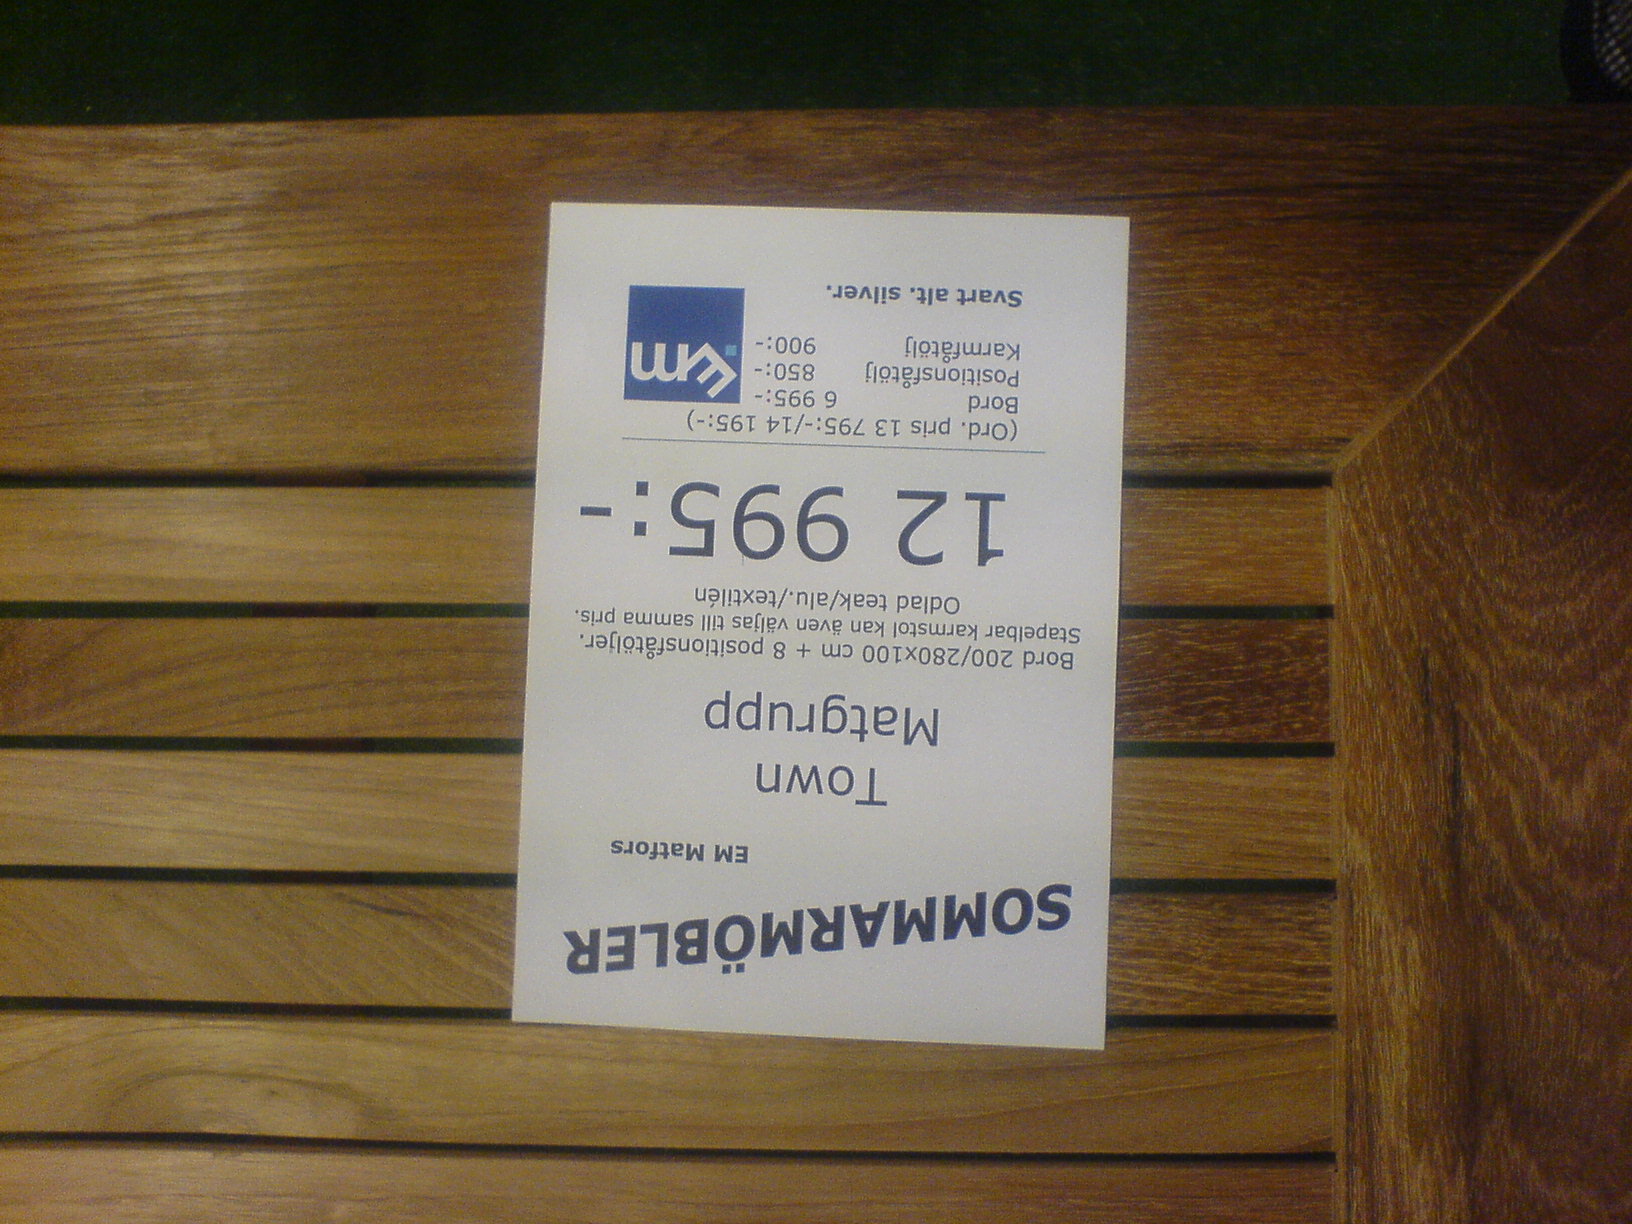 SOMMARMÖBLER
EM Matfors
Town
Matgrupp
Bord 200/280x100 cm + 8 positionsfåtöljer.
Stapelbar karmstol kan även väljas till samma pris.
Odlad teak/alu./textilén
12 995:-
(Ord. pris 13 795:-/14 195:-)
Bord 6 995:-
Positionsfåtölj 850:-
Karmfåtölj 900:-
Svart alt. silver.
Em